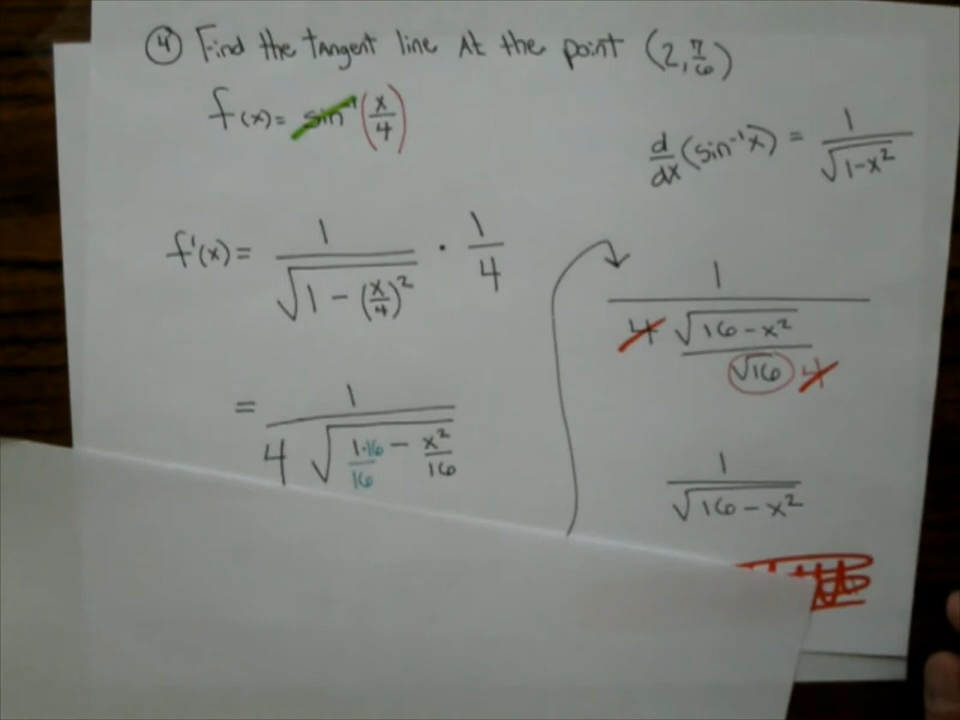 ④ Find the tangent line At the point (2, π/6)
f(x) = sin⁻¹(x/4)
d/dx (sin⁻¹x) = 1/√(1-x²)
f'(x) = 1/√(1 - (x/4)²) · 1/4
= 1/(4 √(1·16/16 - x²/16))
1/(4 √(16-x²)/√16) 4
1/√(16-x²)